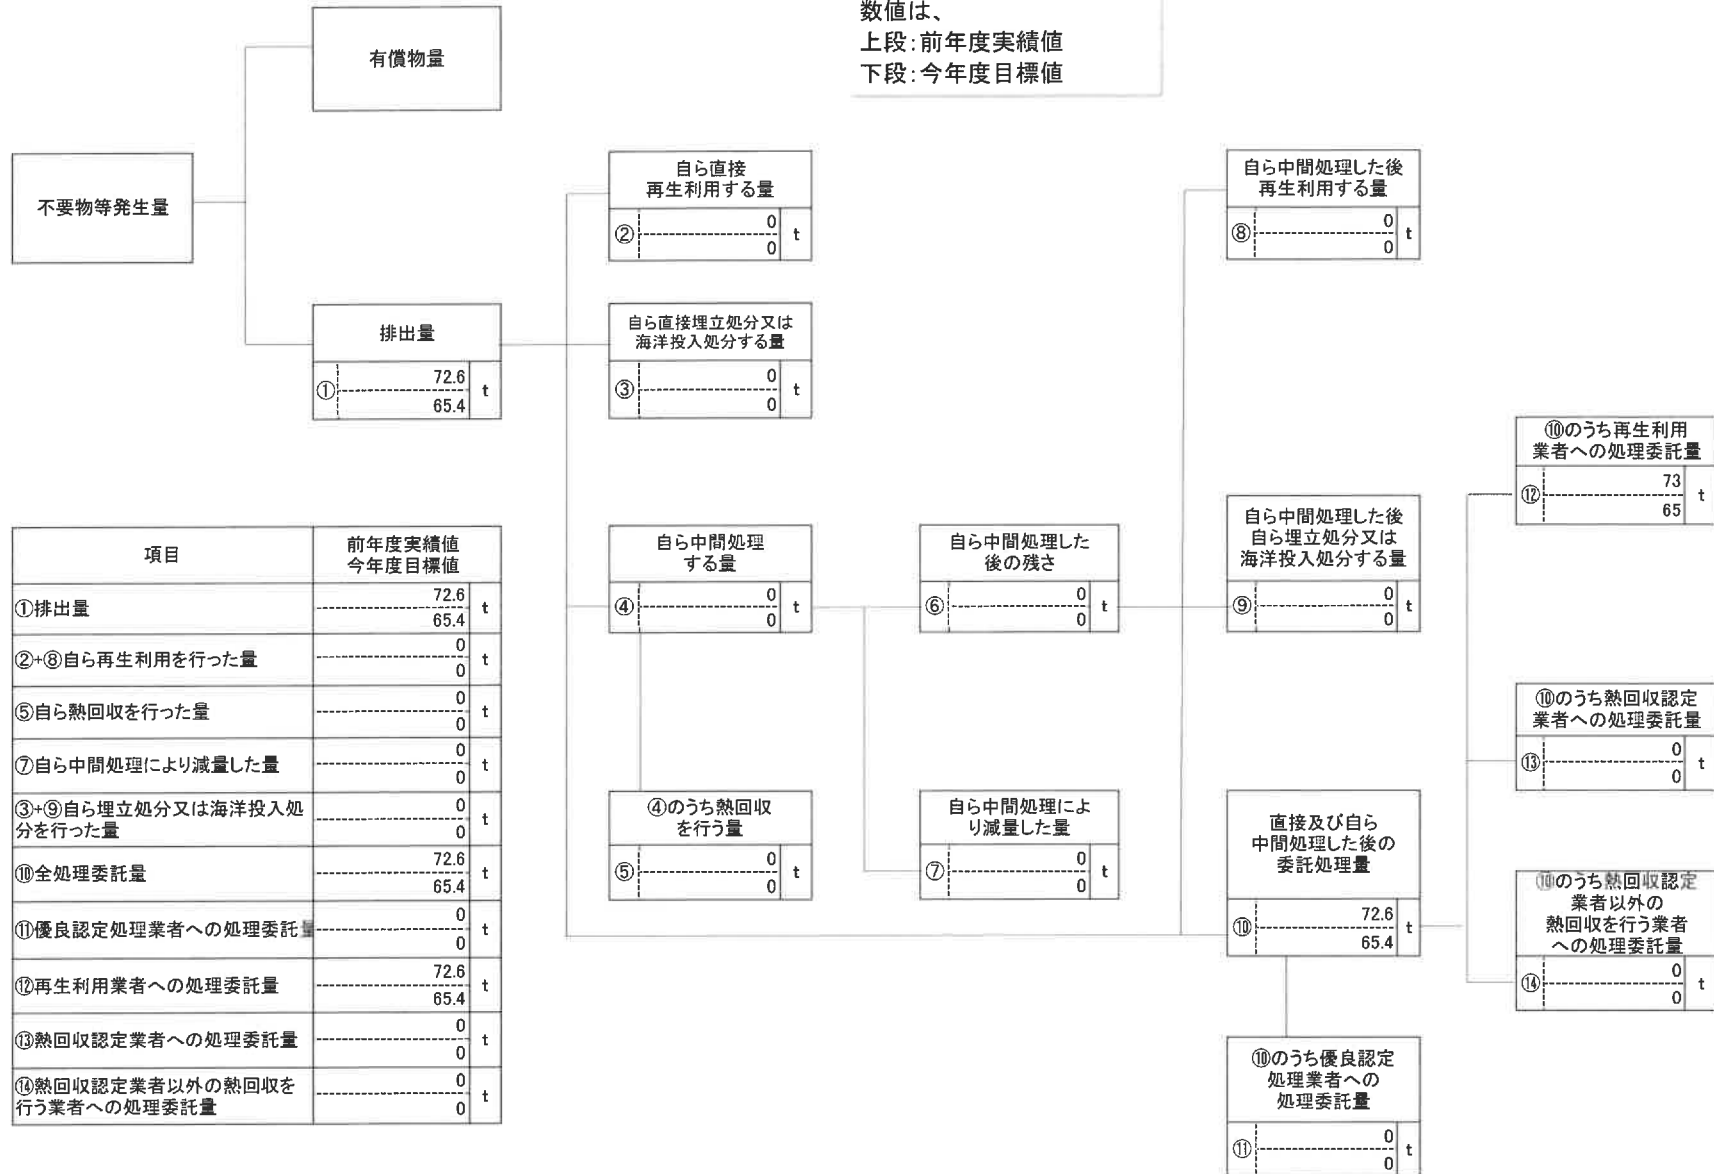 数値は、
上段：前年度実績値
下段：今年度目標値
有償物量
不要物等発生量
排出量
①
72.6
65.4
t
自ら直接
再生利用する量
②
0
0
t
自ら直接埋立処分又は
海洋投入処分する量
③
0
0
t
自ら中間処理
する量
④
0
0
t
④のうち熱回収
を行う量
⑤
0
0
t
自ら中間処理した
後の残さ
⑥
0
0
t
自ら中間処理によ
り減量した量
⑦
0
0
t
自ら中間処理した後
再生利用する量
⑧
0
0
t
自ら中間処理した後
自ら埋立処分又は
海洋投入処分する量
⑨
0
0
t
直接及び自ら
中間処理した後の
委託処理量
⑩
72.6
65.4
t
⑩のうち優良認定
処理業者への
処理委託量
⑪
0
0
t
⑩のうち再生利用
業者への処理委託量
⑫
73
65
t
⑩のうち熱回収認定
業者への処理委託量
⑬
0
0
t
⑩のうち熱回収認定
業者以外の
熱回収を行う業者
への処理委託量
⑭
0
0
t
項目
前年度実績値
今年度目標値
①排出量
72.6
65.4
t
②+⑧自ら再生利用を行った量
0
0
t
⑤自ら熱回収を行った量
0
0
t
⑦自ら中間処理により減量した量
0
0
t
③+⑨自ら埋立処分又は海洋投入処
分を行った量
0
0
t
⑩全処理委託量
72.6
65.4
t
⑪優良認定処理業者への処理委託量
0
0
t
⑫再生利用業者への処理委託量
72.6
65.4
t
⑬熱回収認定業者への処理委託量
0
0
t
⑭熱回収認定業者以外の熱回収を
行う業者への処理委託量
0
0
t